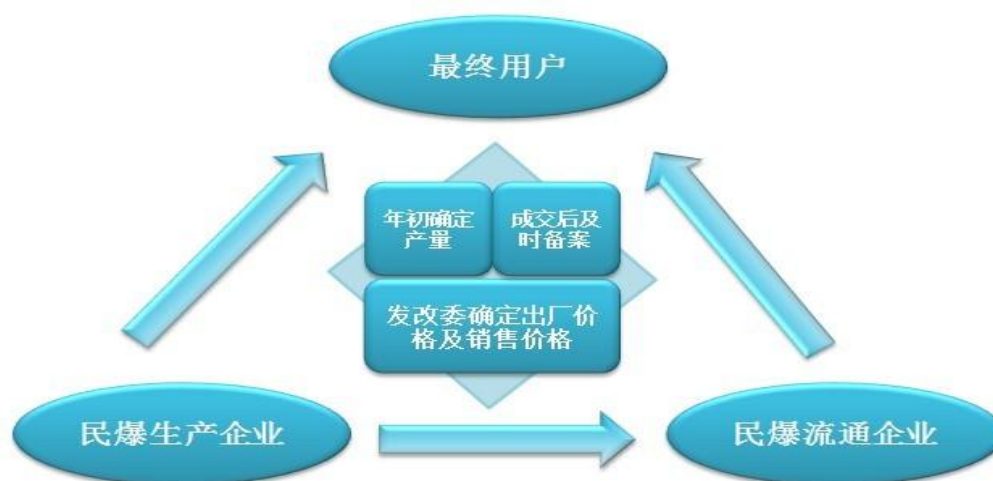 最终用户
年初确定
产量
成交后及
时备案
发改委确定出厂价
格及销售价格
民爆生产企业
民爆流通企业